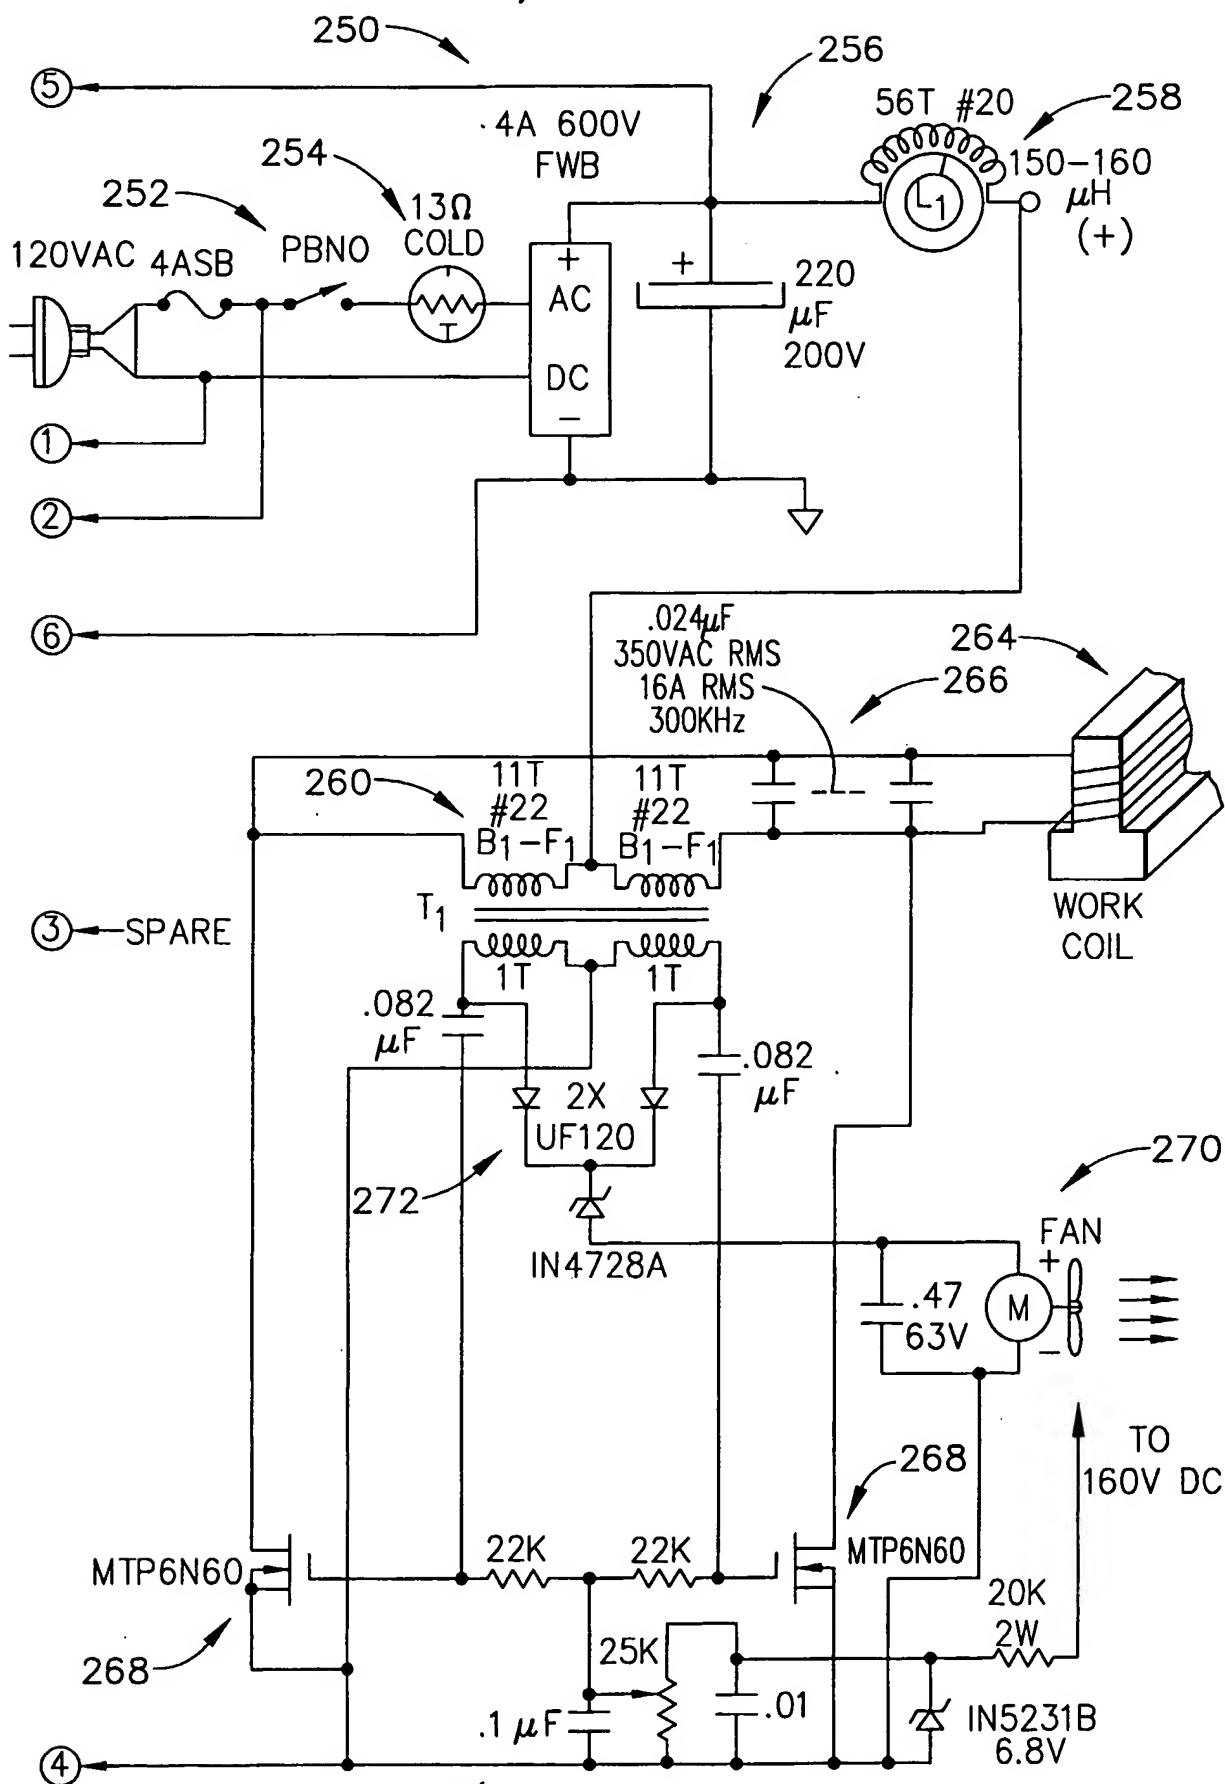 250
5
256
56T #20
258
.4A 600V
FWB
254
150-160
μH
(+)
L1
252
13Ω
COLD
120VAC
4ASB
PBNO
T
+
AC
DC
−
+
220
μF
200V
1
2
6
.024μF
350VAC RMS
16A RMS
300KHz
264
266
260
11T
#22
B1-F1
11T
#22
B1-F1
T1
3
SPARE
WORK
COIL
1T
1T
.082
μF
.082
μF
2X
UF120
272
270
IN4728A
FAN
+
M
−
.47
63V
TO
160V DC
268
MTP6N60
22K
22K
MTP6N60
20K
2W
268
25K
.1 μF
.01
IN5231B
6.8V
4